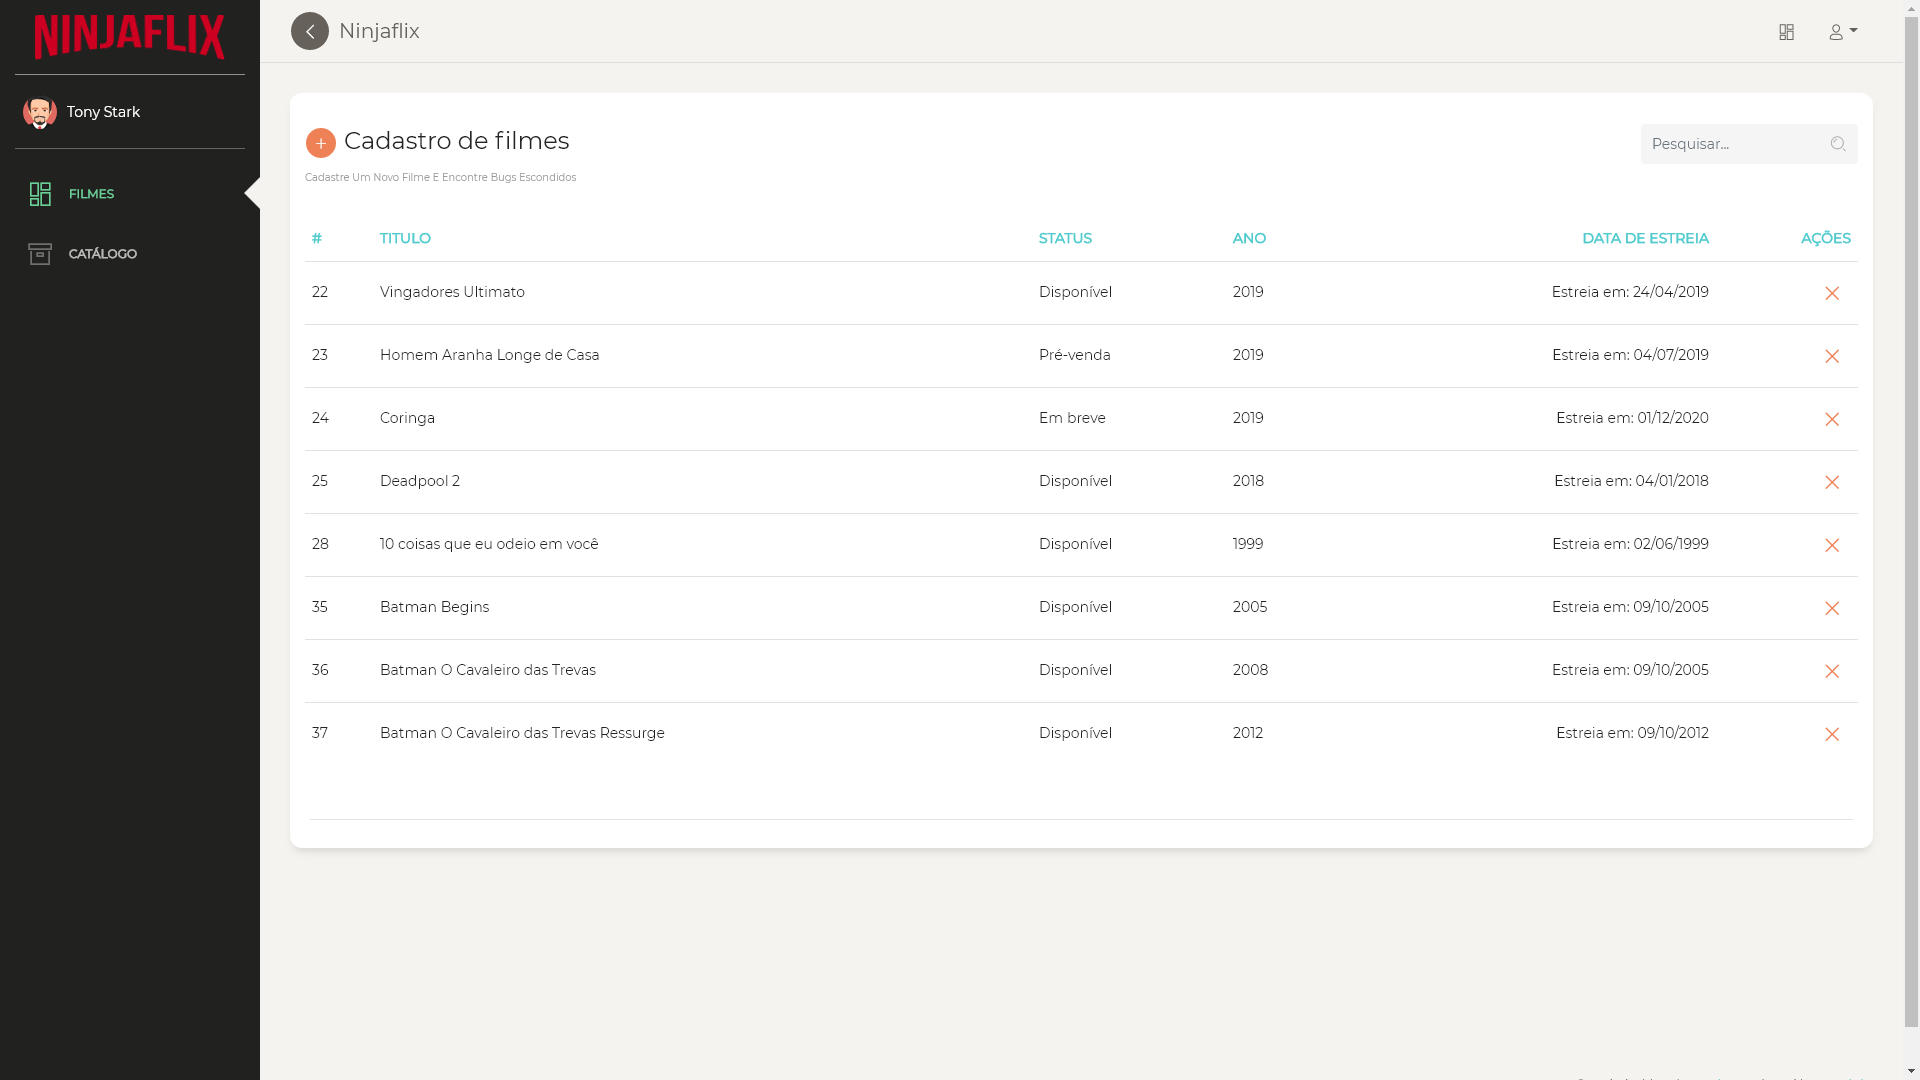 NINJAFLIX
Ninjaflix
Tony Stark
FILMES
CATÁLOGO
+ Cadastro de filmes
Pesquisar...
Cadastre Um Novo Filme E Encontre Bugs Escondidos
# TITULO STATUS ANO DATA DE ESTREIA AÇÕES
22 Vingadores Ultimato Disponível 2019 Estreia em: 24/04/2019
23 Homem Aranha Longe de Casa Pré-venda 2019 Estreia em: 04/07/2019
24 Coringa Em breve 2019 Estreia em: 01/12/2020
25 Deadpool 2 Disponível 2018 Estreia em: 04/01/2018
28 10 coisas que eu odeio em você Disponível 1999 Estreia em: 02/06/1999
35 Batman Begins Disponível 2005 Estreia em: 09/10/2005
36 Batman O Cavaleiro das Trevas Disponível 2008 Estreia em: 09/10/2005
37 Batman O Cavaleiro das Trevas Ressurge Disponível 2012 Estreia em: 09/10/2012